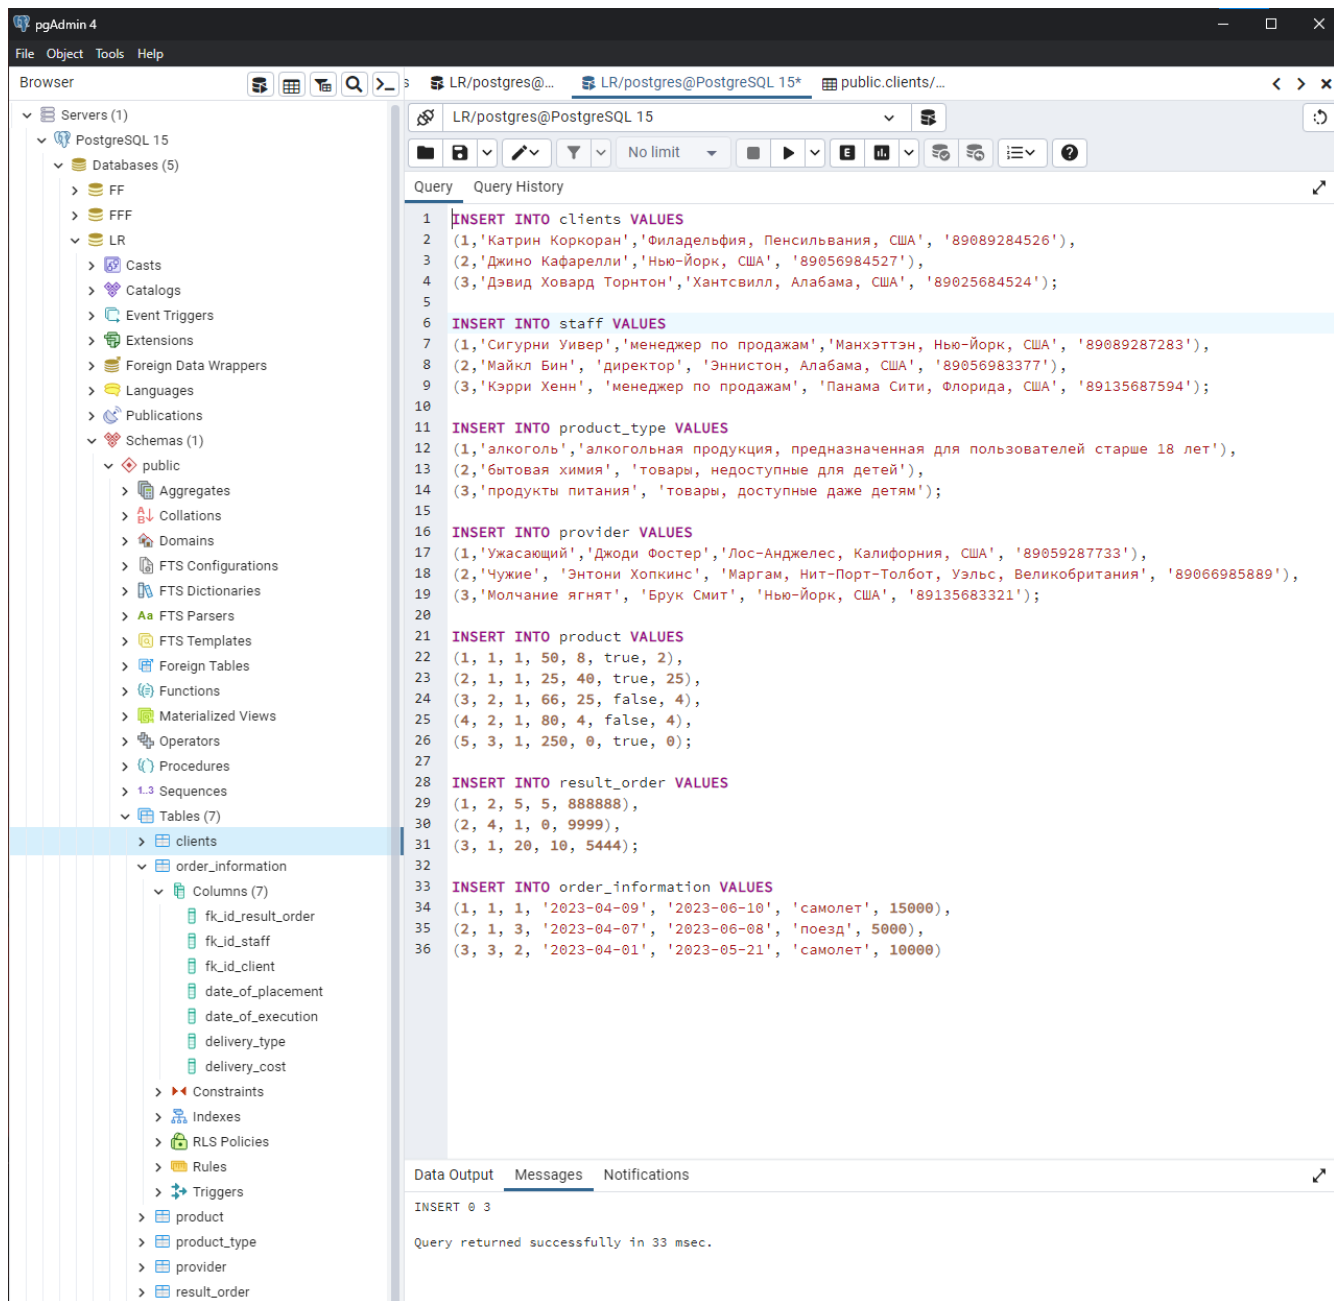 pgAdmin 4
File Object Tools Help
Browser
s LR/postgres@... LR/postgres@PostgreSQL 15* public.clients/...
Servers (1)
PostgreSQL 15
Databases (5)
FF
FFF
LR
Casts
Catalogs
Event Triggers
Extensions
Foreign Data Wrappers
Languages
Publications
Schemas (1)
public
Aggregates
Collations
Domains
FTS Configurations
FTS Dictionaries
Aa FTS Parsers
FTS Templates
Foreign Tables
Functions
Materialized Views
Operators
Procedures
1..3 Sequences
Tables (7)
clients
order_information
Columns (7)
fk_id_result_order
fk_id_staff
fk_id_client
date_of_placement
date_of_execution
delivery_type
delivery_cost
Constraints
Indexes
RLS Policies
Rules
Triggers
product
product_type
provider
result_order
LR/postgres@PostgreSQL 15
No limit
E
Query Query History
1 INSERT INTO clients VALUES
2 (1,'Катрин Коркоран','Филадельфия, Пенсильвания, США', '89089284526'),
3 (2,'Джино Кафарелли','Нью-Йорк, США', '89056984527'),
4 (3,'Дэвид Ховард Торнтон','Хантсвилл, Алабама, США', '89025684524');
5
6 INSERT INTO staff VALUES
7 (1,'Сигурни Уивер','менеджер по продажам','Манхэттэн, Нью-Йорк, США', '89089287283'),
8 (2,'Майкл Бин', 'директор', 'Эннистон, Алабама, США', '89056983377'),
9 (3,'Кэрри Хенн', 'менеджер по продажам', 'Панама Сити, Флорида, США', '89135687594');
10
11 INSERT INTO product_type VALUES
12 (1,'алкоголь','алкогольная продукция, предназначенная для пользователей старше 18 лет'),
13 (2,'бытовая химия', 'товары, недоступные для детей'),
14 (3,'продукты питания', 'товары, доступные даже детям');
15
16 INSERT INTO provider VALUES
17 (1,'Ужасающий','Джоди Фостер','Лос-Анджелес, Калифорния, США', '89059287733'),
18 (2,'Чужие', 'Энтони Хопкинс', 'Маргам, Нит-Порт-Толбот, Уэльс, Великобритания', '89066985889'),
19 (3,'Молчание ягнят', 'Брук Смит', 'Нью-Йорк, США', '89135683321');
20
21 INSERT INTO product VALUES
22 (1, 1, 1, 50, 8, true, 2),
23 (2, 1, 1, 25, 40, true, 25),
24 (3, 2, 1, 66, 25, false, 4),
25 (4, 2, 1, 80, 4, false, 4),
26 (5, 3, 1, 250, 0, true, 0);
27
28 INSERT INTO result_order VALUES
29 (1, 2, 5, 5, 888888),
30 (2, 4, 1, 0, 9999),
31 (3, 1, 20, 10, 5444);
32
33 INSERT INTO order_information VALUES
34 (1, 1, 1, '2023-04-09', '2023-06-10', 'самолет', 15000),
35 (2, 1, 3, '2023-04-07', '2023-06-08', 'поезд', 5000),
36 (3, 3, 2, '2023-04-01', '2023-05-21', 'самолет', 10000)
Data Output Messages Notifications
INSERT 0 3
Query returned successfully in 33 msec.